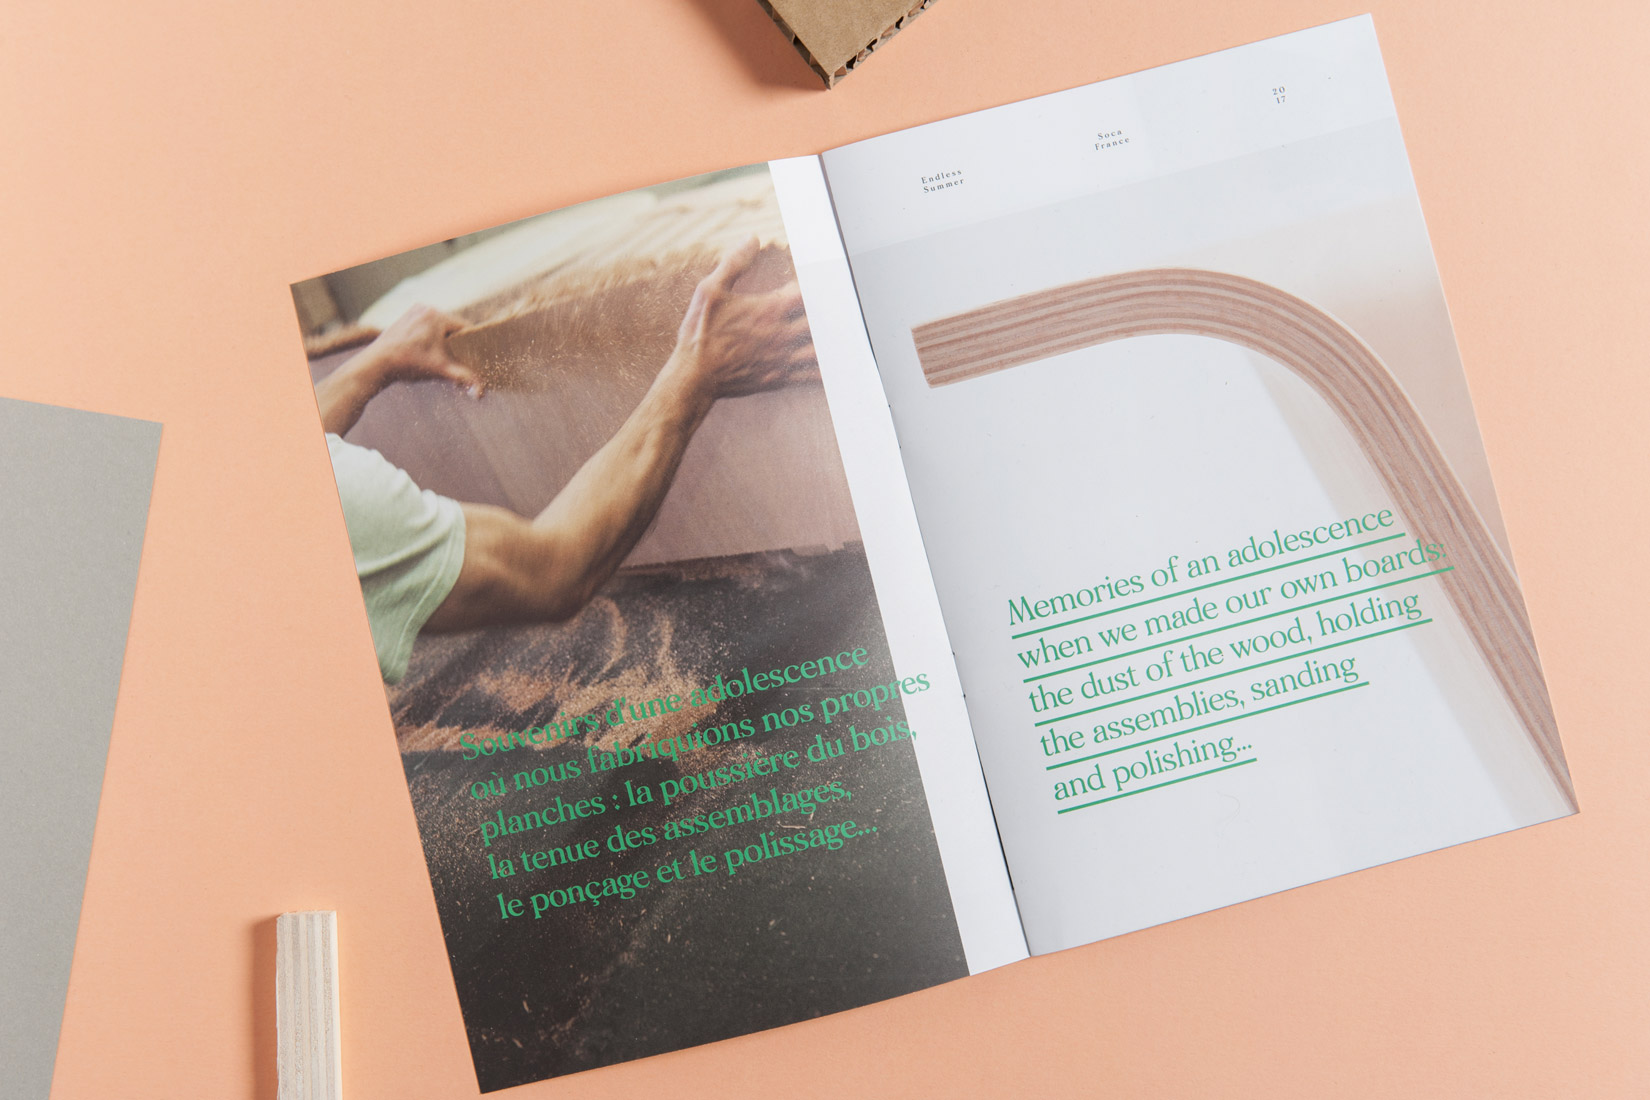 Souvenirs d'une adolescence
où nous fabriquions nos propres
planches : la poussière du bois,
la tenue des assemblages,
le ponçage et le polissage...
Endless
Summer
Soca
France
20
17
Memories of an adolescence
when we made our own boards:
the dust of the wood, holding
the assemblies, sanding
and polishing...